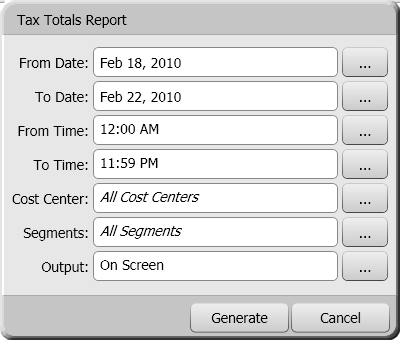 Tax Totals Report
From Date: Feb 18, 2010 ...
To Date: Feb 22, 2010 ...
From Time: 12:00 AM ...
To Time: 11:59 PM ...
Cost Center: All Cost Centers ...
Segments: All Segments ...
Output: On Screen ...
Generate Cancel